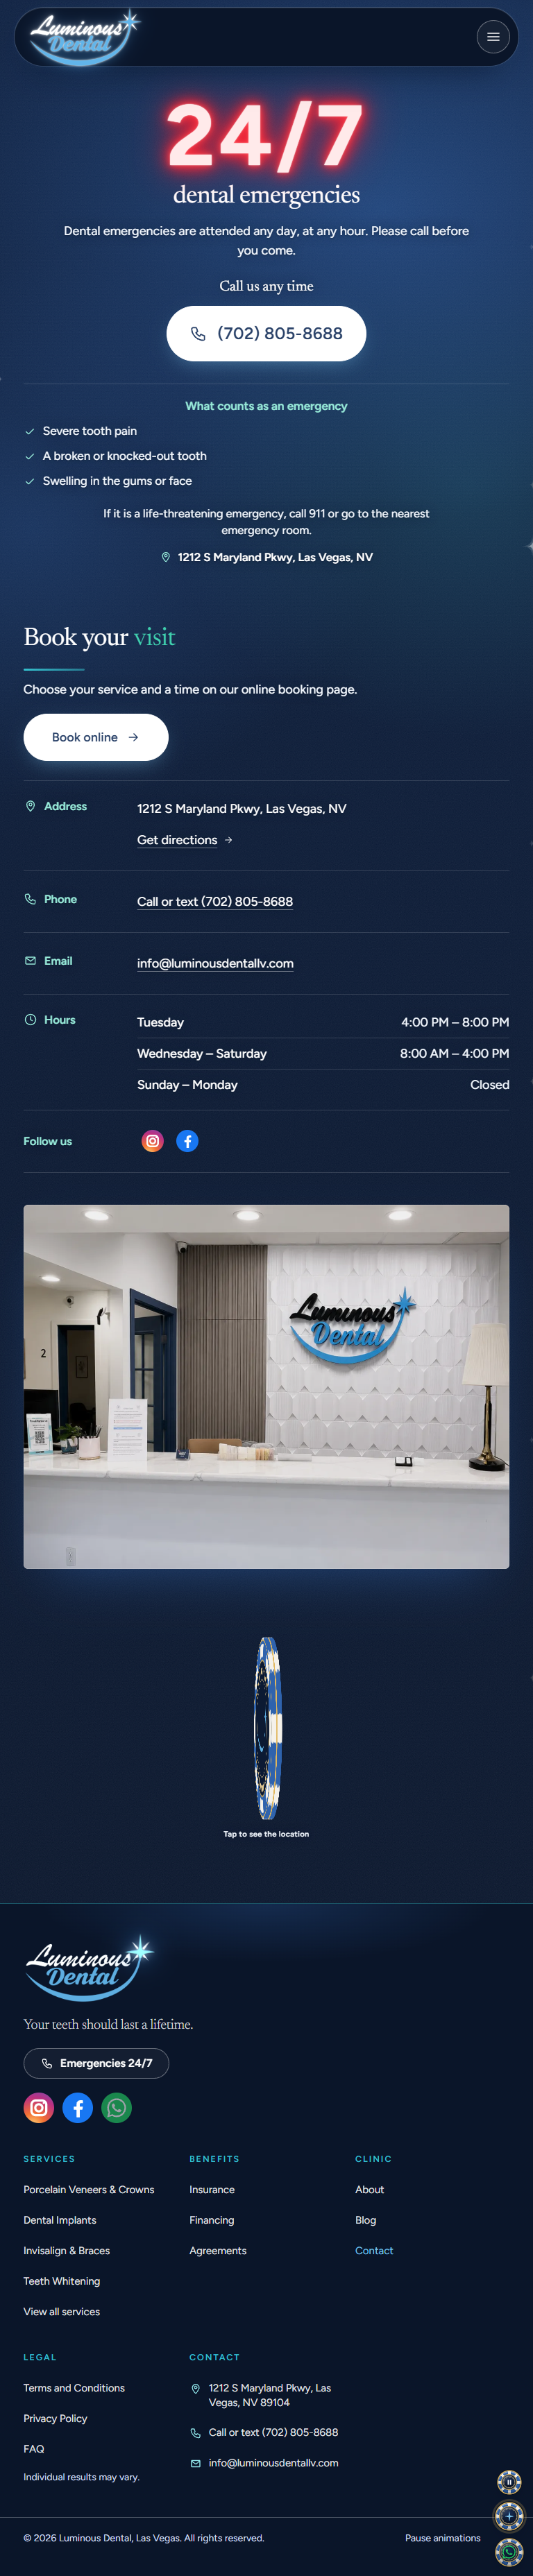 Luminous
Dental
24/7
dental emergencies
Dental emergencies are attended any day, at any hour. Please call before
you come.
Call us any time
(702) 805-8688
What counts as an emergency
Severe tooth pain
A broken or knocked-out tooth
Swelling in the gums or face
If it is a life-threatening emergency, call 911 or go to the nearest
emergency room.
1212 S Maryland Pkwy, Las Vegas, NV
Book your visit
Choose your service and a time on our online booking page.
Book online
Address
1212 S Maryland Pkwy, Las Vegas, NV
Get directions
Phone
Call or text (702) 805-8688
Email
info@luminousdentallv.com
Hours
Tuesday 4:00 PM – 8:00 PM
Wednesday – Saturday 8:00 AM – 4:00 PM
Sunday – Monday Closed
Follow us
Luminous
Dental
2
Tap to see the location
Luminous
Dental
Your teeth should last a lifetime.
Emergencies 24/7
SERVICES
Porcelain Veneers & Crowns
Dental Implants
Invisalign & Braces
Teeth Whitening
View all services
BENEFITS
Insurance
Financing
Agreements
CLINIC
About
Blog
Contact
LEGAL
Terms and Conditions
Privacy Policy
FAQ
Individual results may vary.
CONTACT
1212 S Maryland Pkwy, Las
Vegas, NV 89104
Call or text (702) 805-8688
info@luminousdentallv.com
© 2026 Luminous Dental, Las Vegas. All rights reserved.
Pause animations